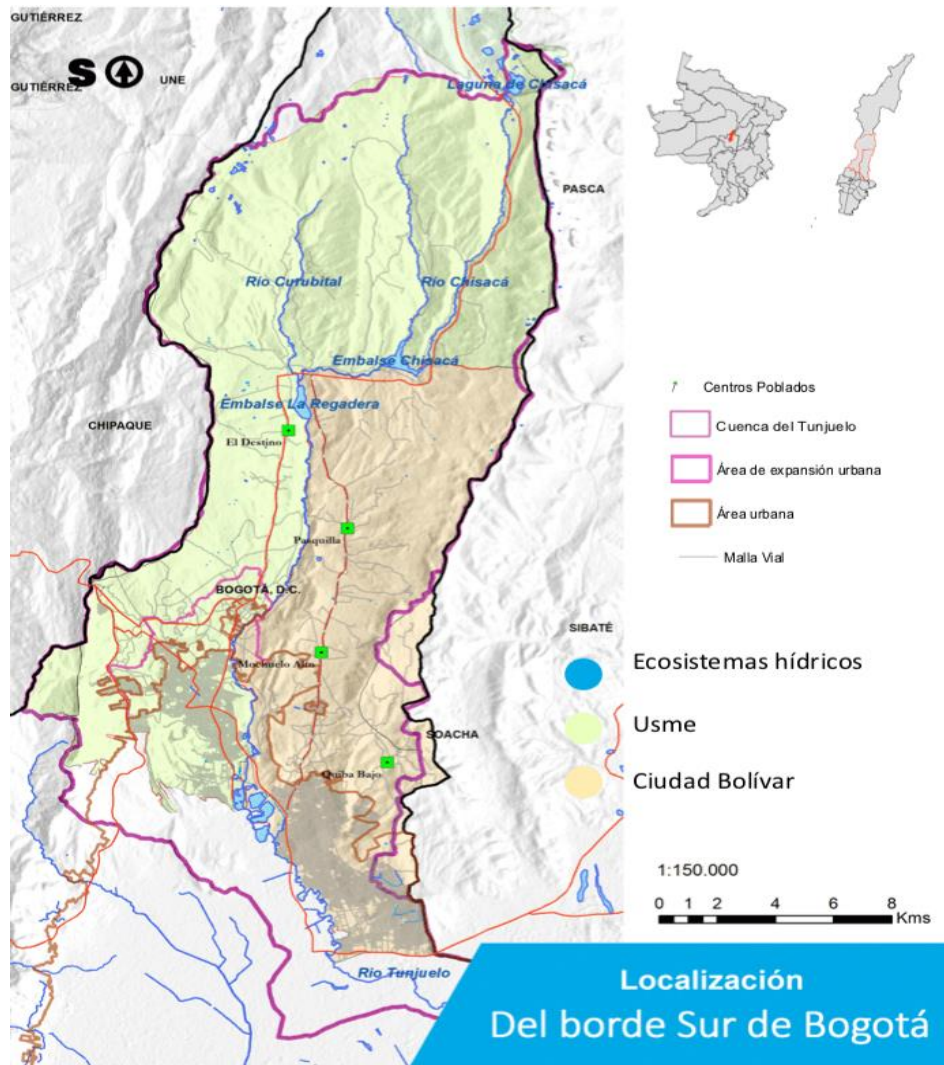 GUTIÉRREZ
S
UNE
GUTIÉRREZ
Laguna de Chisacá
PASCA
Río Curubital
Río Chisacá
Embalse Chisacá
Embalse La Regadera
CHIPAQUE
El Destino
Pasquilla
BOGOTÁ, D.C.
SIBATÉ
Mochuelo Alto
SOACHA
Quiba Bajo
Río Tunjuelo
Centros Poblados
Cuenca del Tunjuelo
Área de expansión urbana
Área urbana
Malla Vial
Ecosistemas hídricos
Usme
Ciudad Bolívar
1:150.000
0 1 2 4 6 8
Kms
Localización
Del borde Sur de Bogotá